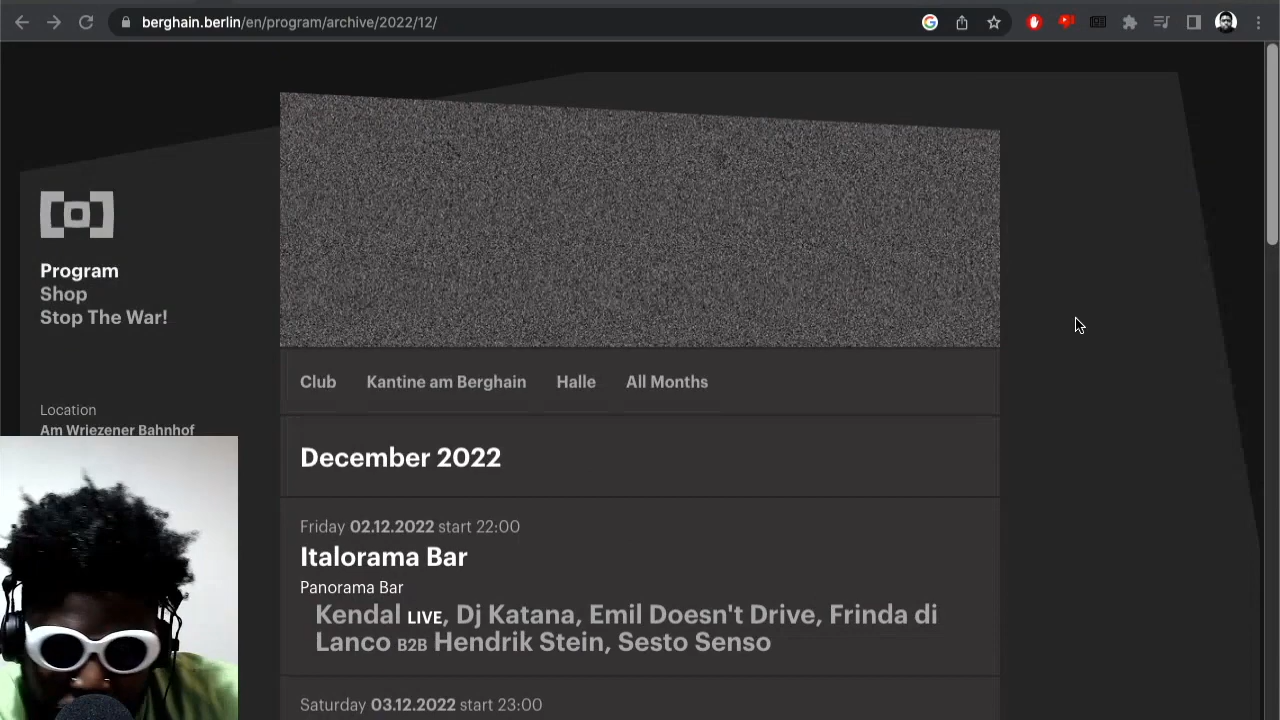 berghain.berlin/en/program/archive/2022/12/
Program
Shop
Stop The War!
Location
Am Wriezener Bahnhof
Club Kantine am Berghain Halle All Months
December 2022
Friday 02.12.2022 start 22:00
Italorama Bar
Panorama Bar
Kendal LIVE, Dj Katana, Emil Doesn't Drive, Frinda di
Lanco B2B Hendrik Stein, Sesto Senso
Saturday 03.12.2022 start 23:00